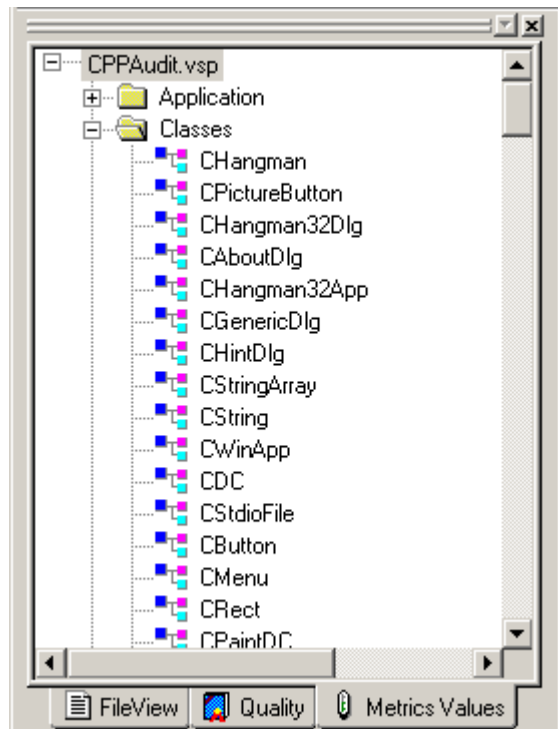 CPPAudit.vsp
Application
Classes
CHangman
CPictureButton
CHangman32Dlg
CAboutDlg
CHangman32App
CGenericDlg
CHintDlg
CStringArray
CString
CWinApp
CDC
CStdioFile
CButton
CMenu
CRect
CPaintDC
FileView Quality Metrics Values